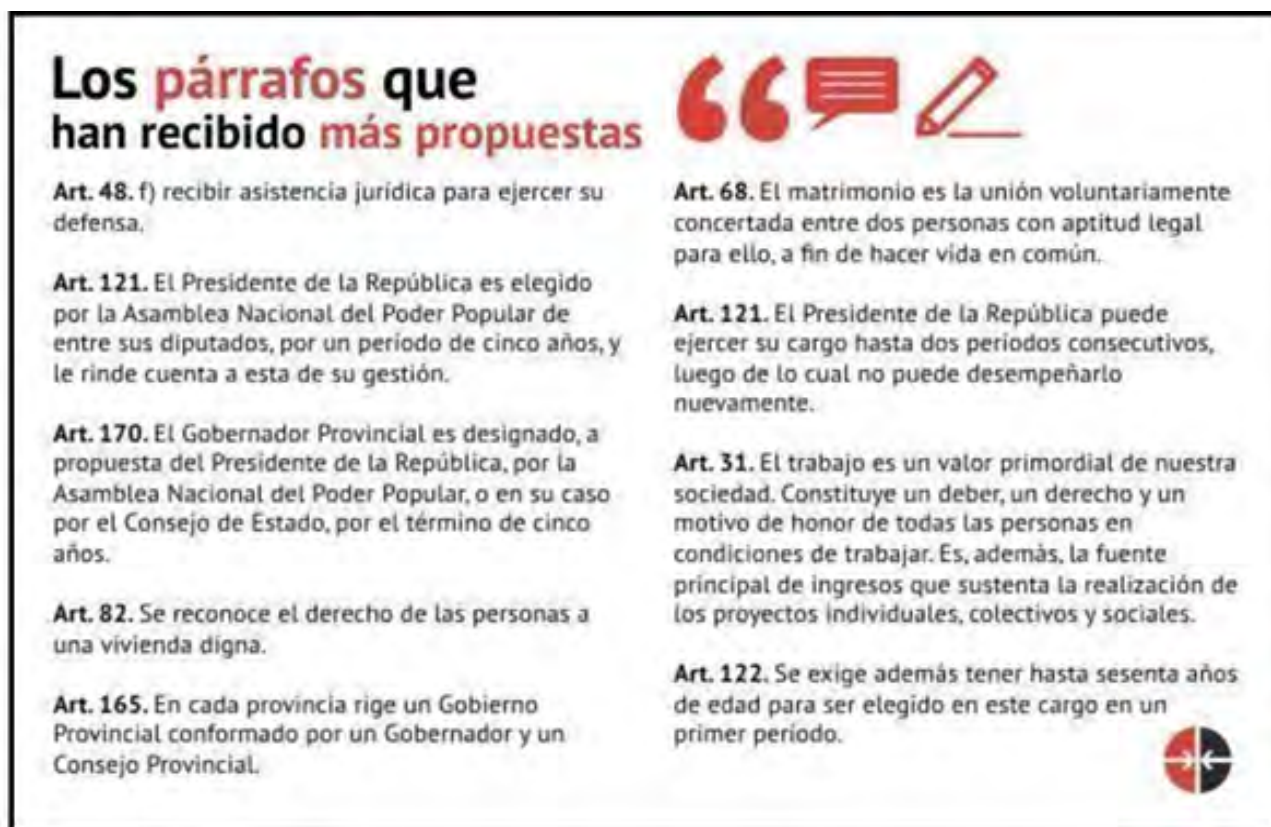 Los párrafos que
han recibido más propuestas
Art. 48. f) recibir asistencia jurídica para ejercer su
defensa.
Art. 121. El Presidente de la República es elegido
por la Asamblea Nacional del Poder Popular de
entre sus diputados, por un período de cinco años, y
le rinde cuenta a esta de su gestión.
Art. 170. El Gobernador Provincial es designado, a
propuesta del Presidente de la República, por la
Asamblea Nacional del Poder Popular, o en su caso
por el Consejo de Estado, por el término de cinco
años.
Art. 82. Se reconoce el derecho de las personas a
una vivienda digna.
Art. 165. En cada provincia rige un Gobierno
Provincial conformado por un Gobernador y un
Consejo Provincial.
Art. 68. El matrimonio es la unión voluntariamente
concertada entre dos personas con aptitud legal
para ello, a fin de hacer vida en común.
Art. 121. El Presidente de la República puede
ejercer su cargo hasta dos períodos consecutivos,
luego de lo cual no puede desempeñarlo
nuevamente.
Art. 31. El trabajo es un valor primordial de nuestra
sociedad. Constituye un deber, un derecho y un
motivo de honor de todas las personas en
condiciones de trabajar. Es, además, la fuente
principal de ingresos que sustenta la realización de
los proyectos individuales, colectivos y sociales.
Art. 122. Se exige además tener hasta sesenta años
de edad para ser elegido en este cargo en un
primer período.